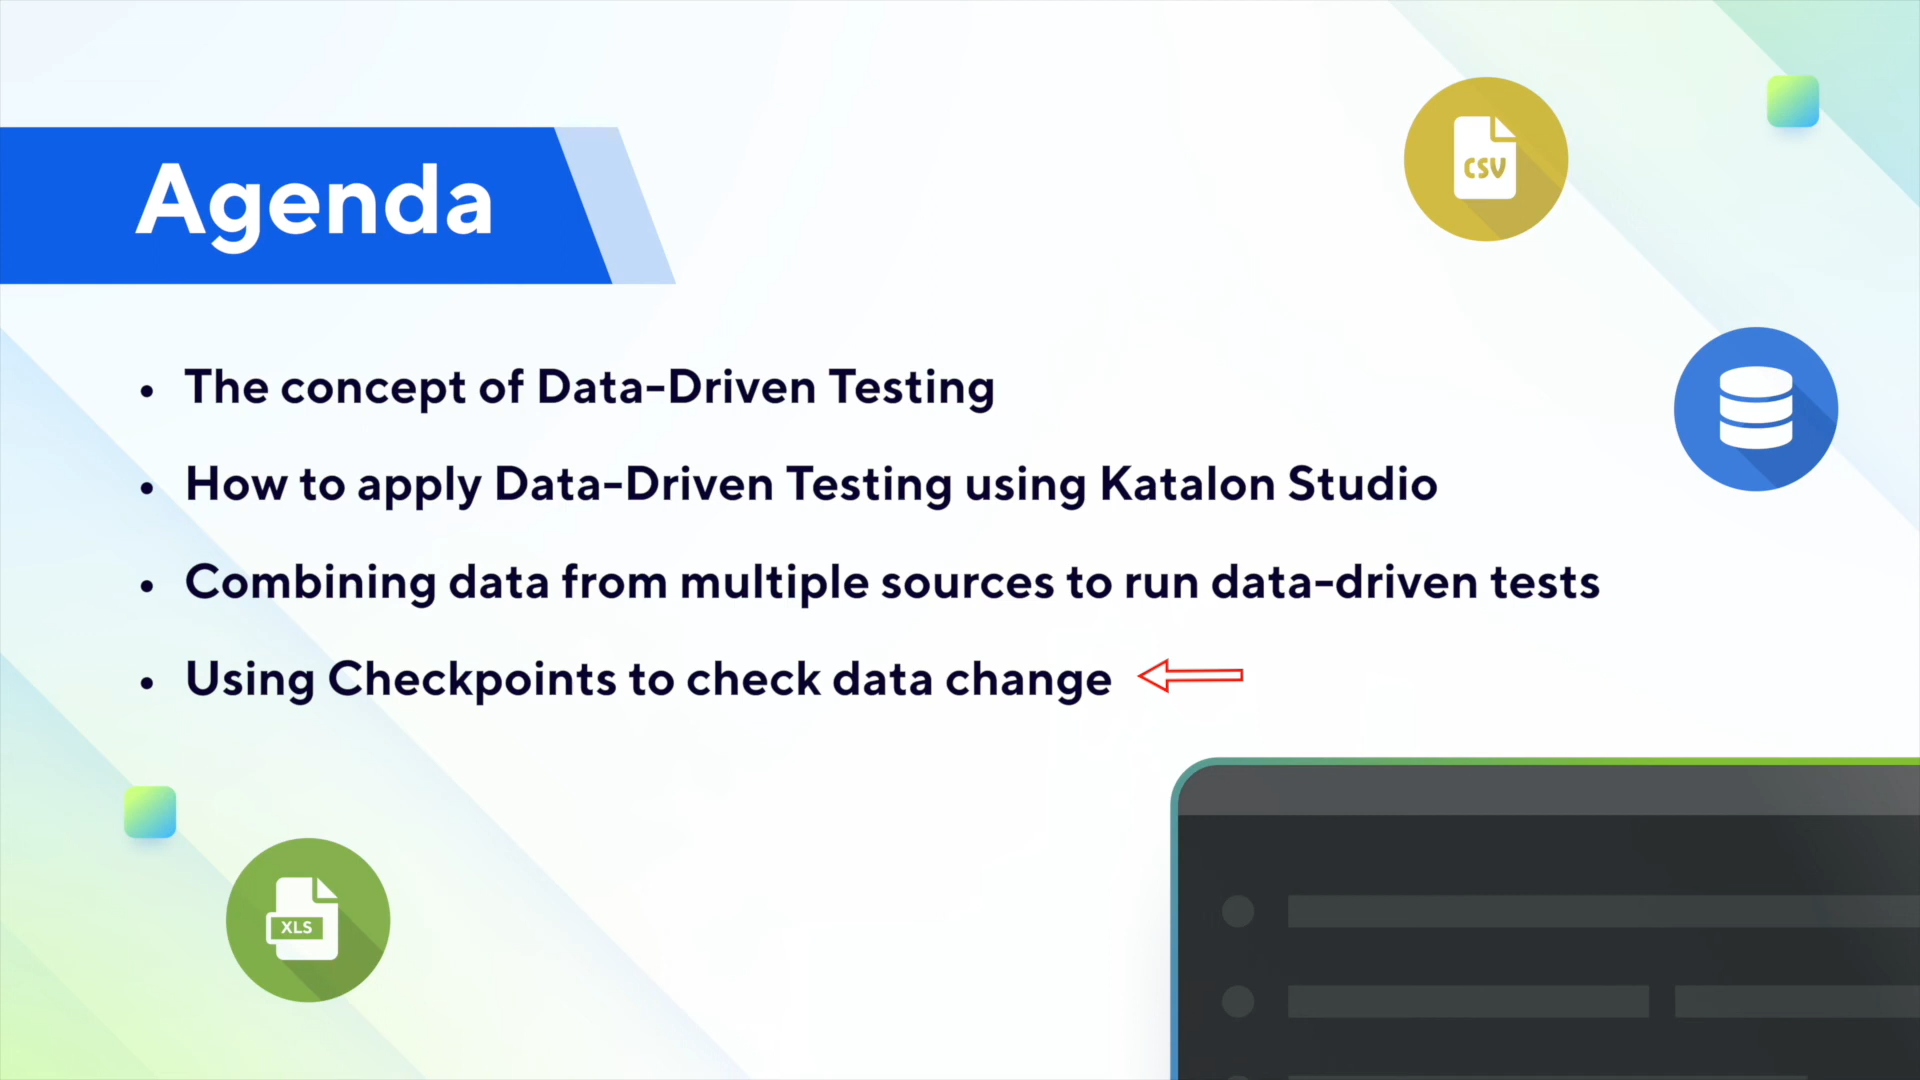 Agenda
CSV
• The concept of Data-Driven Testing
• How to apply Data-Driven Testing using Katalon Studio
• Combining data from multiple sources to run data-driven tests
• Using Checkpoints to check data change
XLS